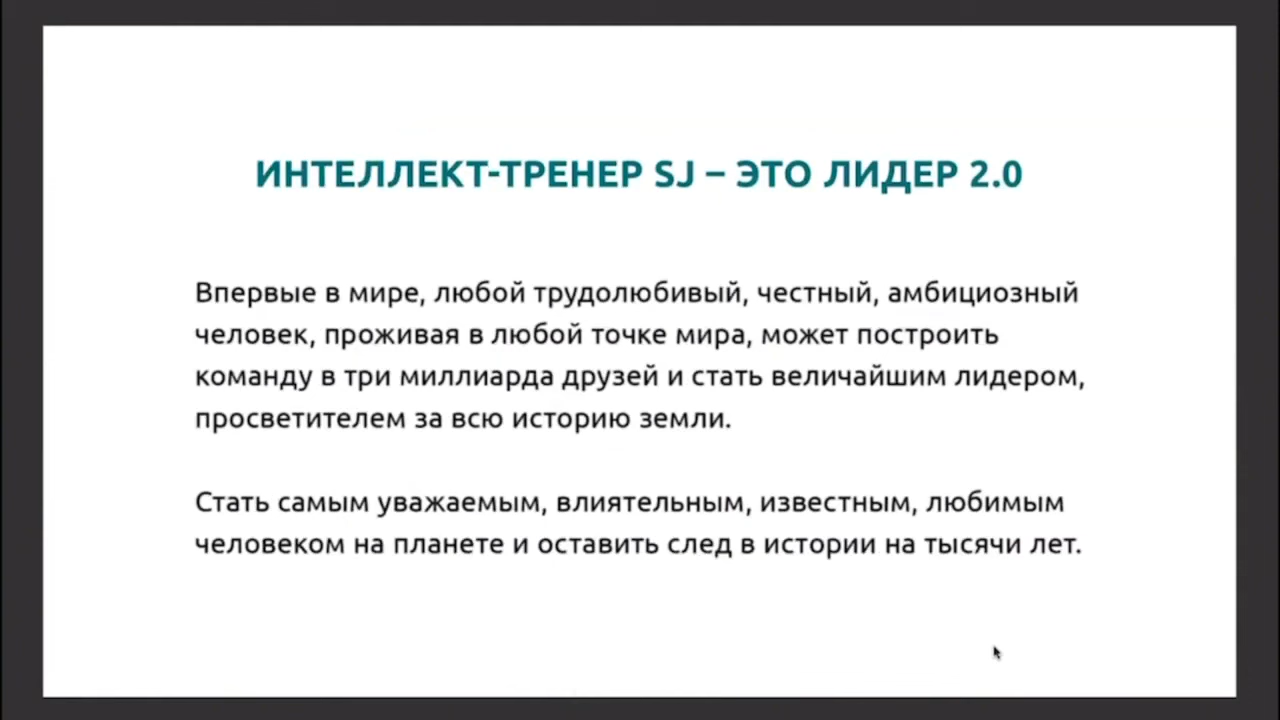 ИНТЕЛЛЕКТ-ТРЕНЕР SJ – ЭТО ЛИДЕР 2.0
Впервые в мире, любой трудолюбивый, честный, амбициозный
человек, проживая в любой точке мира, может построить
команду в три миллиарда друзей и стать величайшим лидером,
просветителем за всю историю земли.
Стать самым уважаемым, влиятельным, известным, любимым
человеком на планете и оставить след в истории на тысячи лет.